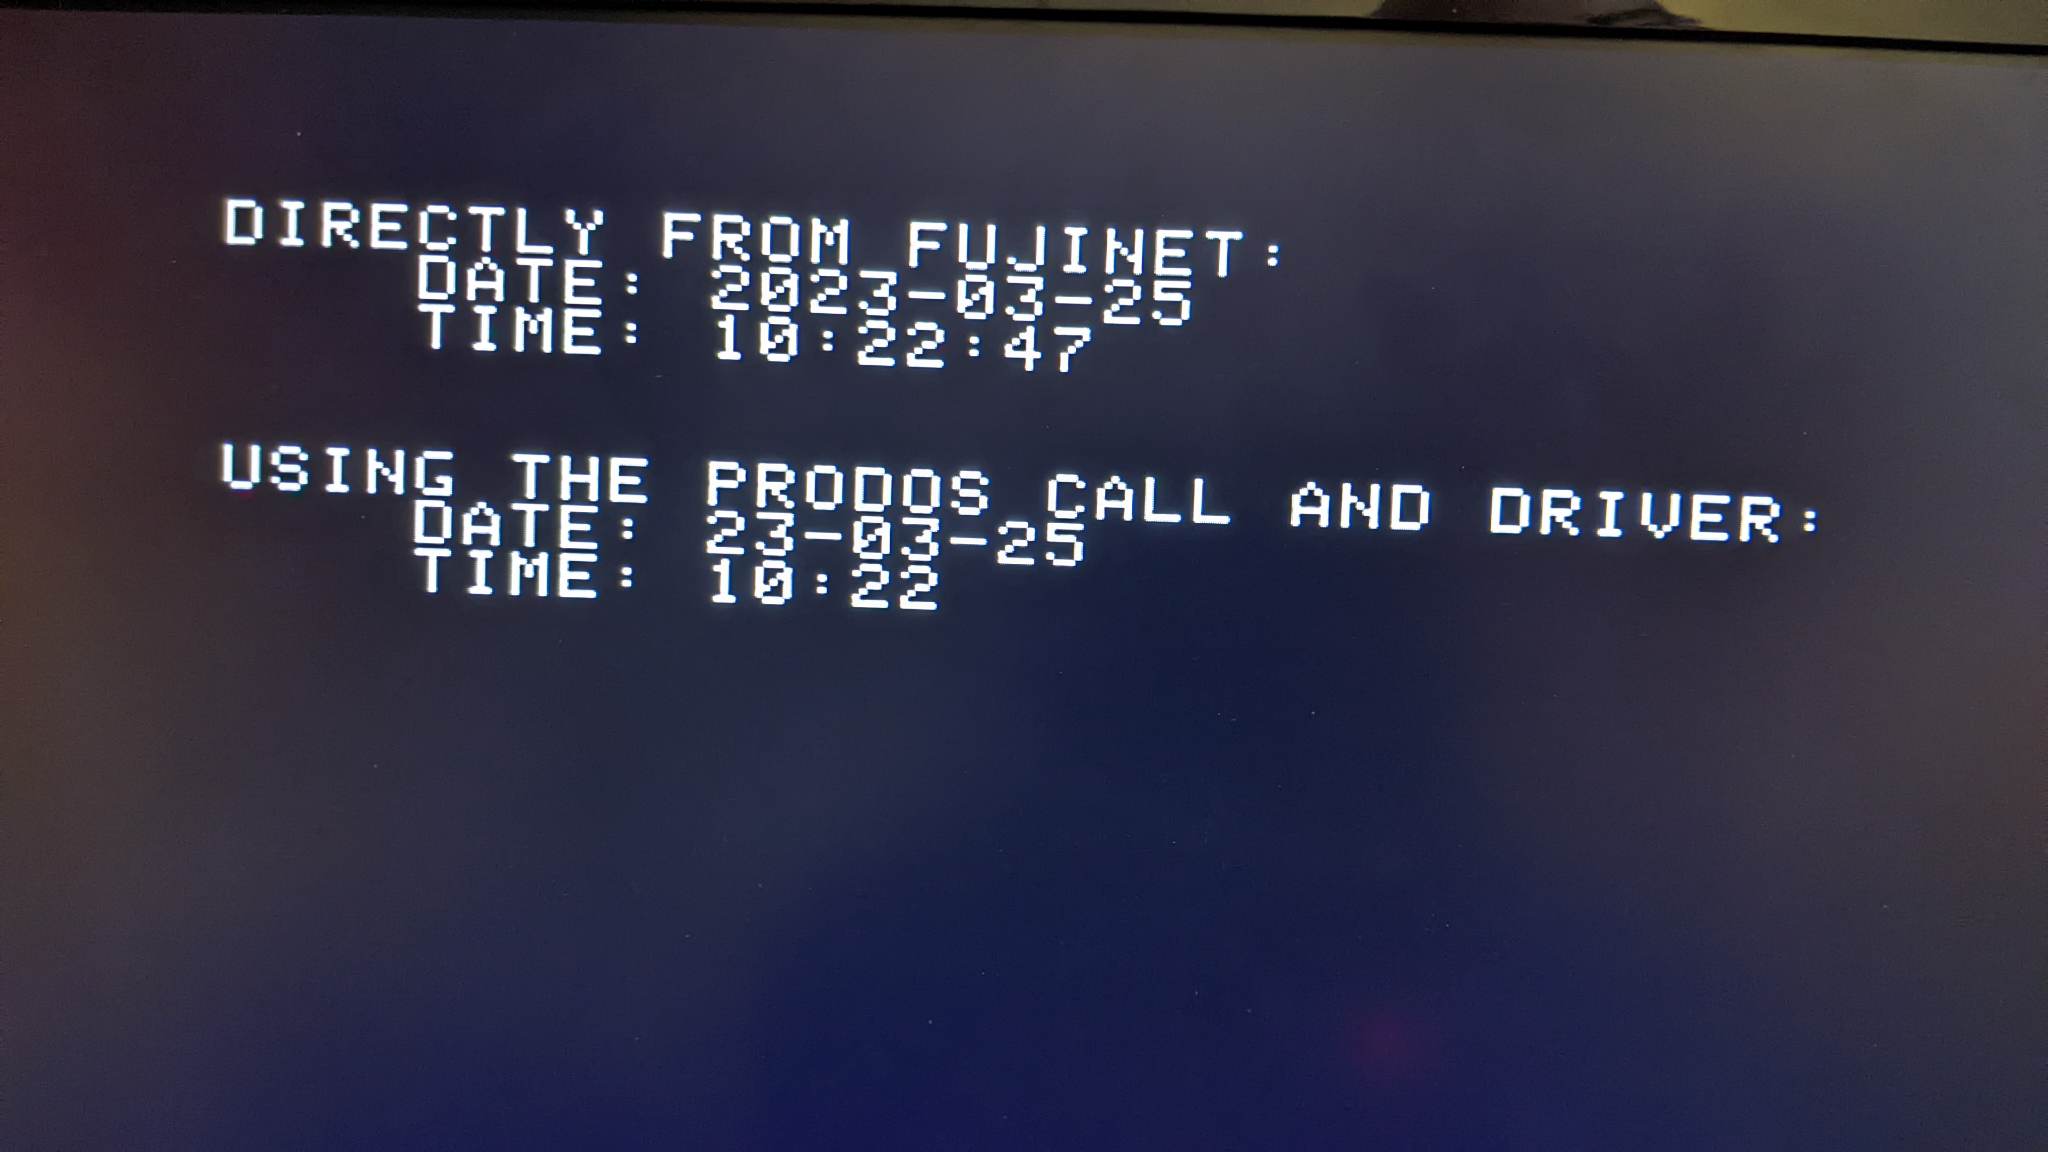 DIRECTLY FROM FUJINET:
DATE: 2023-03-25
TIME: 10:22:47
USING THE PRODOS CALL AND DRIVER:
DATE: 23-03-25
TIME: 10:22